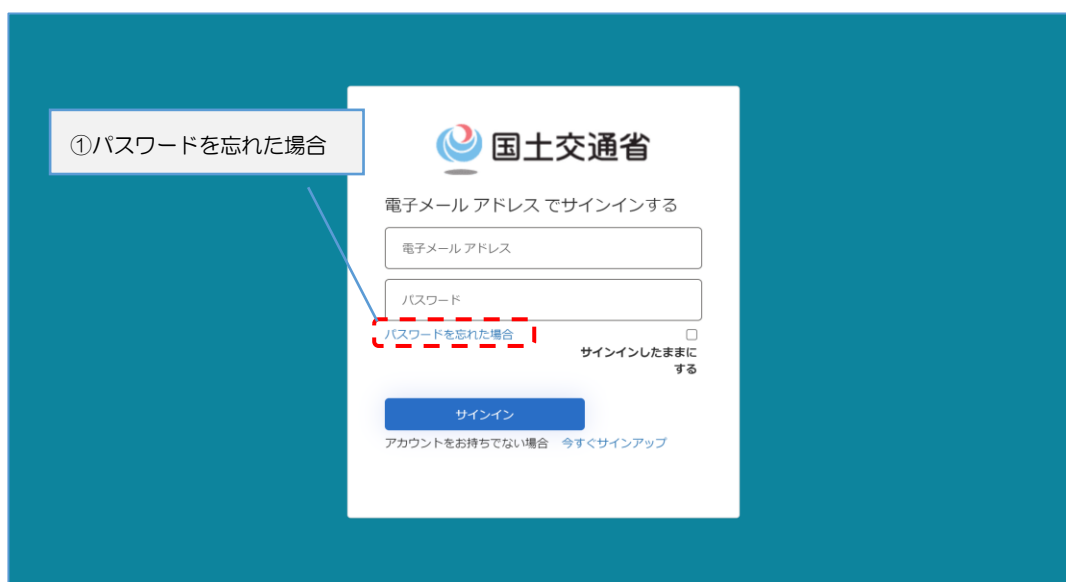 ①パスワードを忘れた場合
国土交通省
電子メール アドレス でサインインする
電子メール アドレス
パスワード
パスワードを忘れた場合
サインインしたままに
する
サインイン
アカウントをお持ちでない場合 今すぐサインアップ